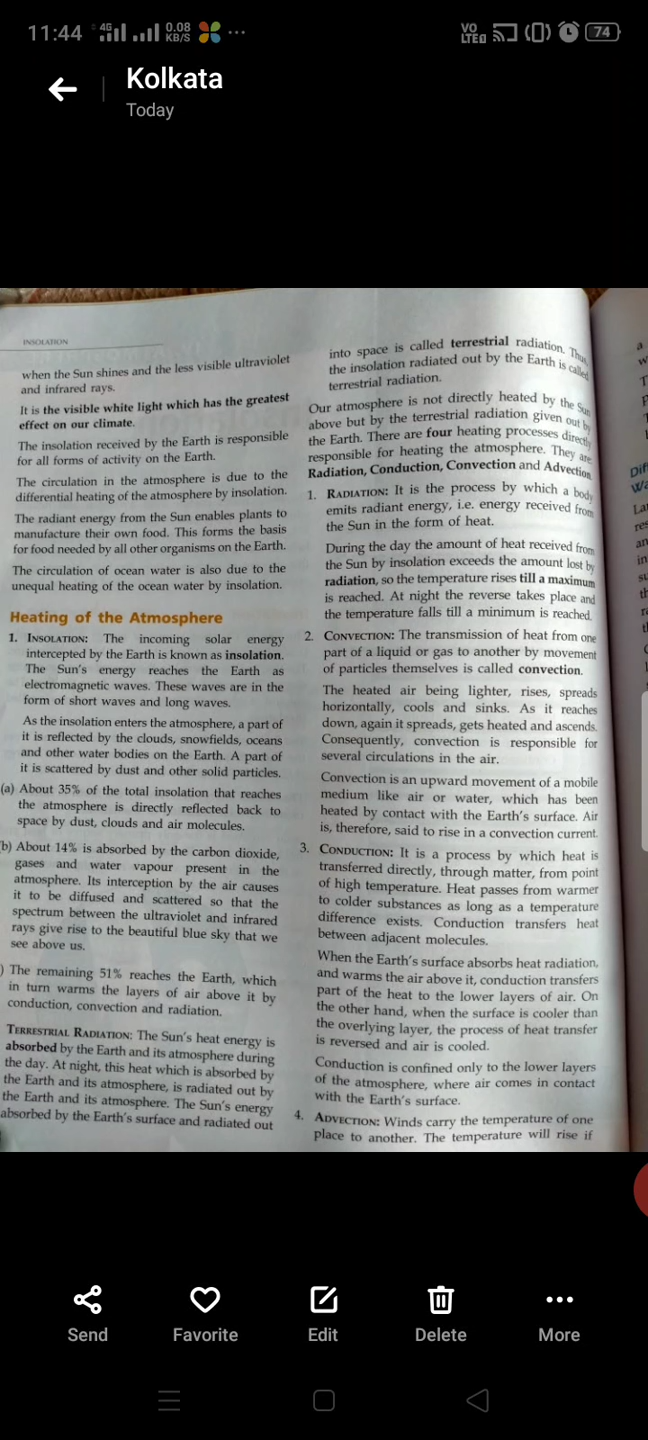 11:44 4G 0.08 KB/S ... VO LTE 74
Kolkata
Today
INSOLATION
when the Sun shines and the less visible ultraviolet
and infrared rays.
It is the visible white light which has the greatest
effect on our climate.
The insolation received by the Earth is responsible
for all forms of activity on the Earth.
The circulation in the atmosphere is due to the
differential heating of the atmosphere by insolation.
The radiant energy from the Sun enables plants to
manufacture their own food. This forms the basis
for food needed by all other organisms on the Earth.
The circulation of ocean water is also due to the
unequal heating of the ocean water by insolation.
Heating of the Atmosphere
1. INSOLATION: The incoming solar energy
intercepted by the Earth is known as insolation.
The Sun's energy reaches the Earth as
electromagnetic waves. These waves are in the
form of short waves and long waves.
As the insolation enters the atmosphere, a part of
it is reflected by the clouds, snowfields, oceans
and other water bodies on the Earth. A part of
it is scattered by dust and other solid particles.
(a) About 35% of the total insolation that reaches
the atmosphere is directly reflected back to
space by dust, clouds and air molecules.
b) About 14% is absorbed by the carbon dioxide,
gases and water vapour present in the
atmosphere. Its interception by the air causes
it to be diffused and scattered so that the
spectrum between the ultraviolet and infrared
rays give rise to the beautiful blue sky that we
see above us.
) The remaining 51% reaches the Earth, which
in turn warms the layers of air above it by
conduction, convection and radiation.
TERRESTRIAL RADIATION: The Sun's heat energy is
absorbed by the Earth and its atmosphere during
the day. At night, this heat which is absorbed by
the Earth and its atmosphere, is radiated out by
the Earth and its atmosphere. The Sun's energy
absorbed by the Earth's surface and radiated out
into space is called terrestrial radiation. Thus
the insolation radiated out by the Earth is called
terrestrial radiation.
Our atmosphere is not directly heated by the Sun
above but by the terrestrial radiation given out by
the Earth. There are four heating processes directly
responsible for heating the atmosphere. They are
Radiation, Conduction, Convection and Advection
1. RADIATION: It is the process by which a body
emits radiant energy, i.e. energy received from
the Sun in the form of heat.
During the day the amount of heat received from
the Sun by insolation exceeds the amount lost by
radiation, so the temperature rises till a maximum
is reached. At night the reverse takes place and
the temperature falls till a minimum is reached.
2. CONVECTION: The transmission of heat from one
part of a liquid or gas to another by movement
of particles themselves is called convection.
The heated air being lighter, rises, spreads
horizontally, cools and sinks. As it reaches
down, again it spreads, gets heated and ascends.
Consequently, convection is responsible for
several circulations in the air.
Convection is an upward movement of a mobile
medium like air or water, which has been
heated by contact with the Earth's surface. Air
is, therefore, said to rise in a convection current.
3. CONDUCTION: It is a process by which heat is
transferred directly, through matter, from point
of high temperature. Heat passes from warmer
to colder substances as long as a temperature
difference exists. Conduction transfers heat
between adjacent molecules.
When the Earth's surface absorbs heat radiation,
and warms the air above it, conduction transfers
part of the heat to the lower layers of air. On
the other hand, when the surface is cooler than
the overlying layer, the process of heat transfer
is reversed and air is cooled.
Conduction is confined only to the lower layers
of the atmosphere, where air comes in contact
with the Earth's surface.
4. ADVECTION: Winds carry the temperature of one
place to another. The temperature will rise if
Send Favorite Edit Delete More